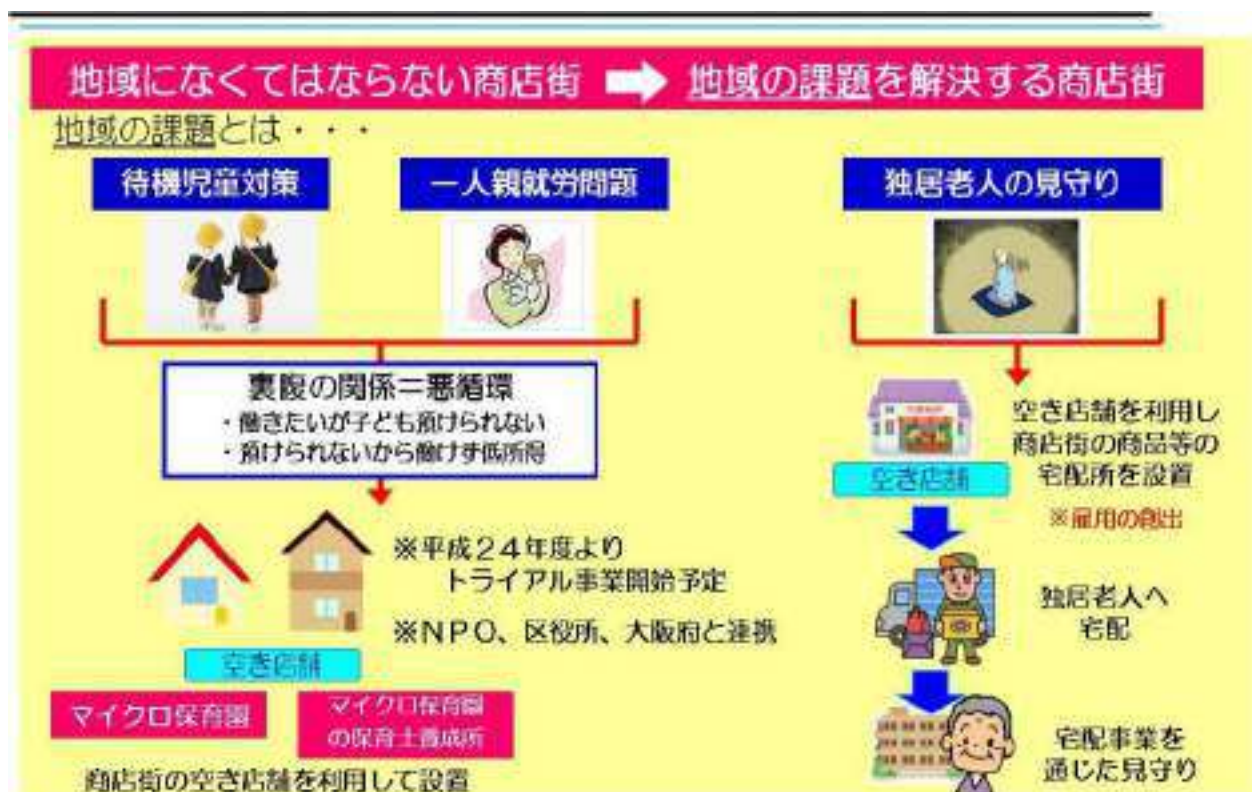 地域になくてはならない商店街 ➡ 地域の課題を解決する商店街
地域の課題とは・・・
待機児童対策
一人親就労問題
裏腹の関係＝悪循環
・働きたいが子ども預けられない
・預けられないから働けず低所得
※平成24年度より
トライアル事業開始予定
※NPO、区役所、大阪府と連携
空き店舗
マイクロ保育園
マイクロ保育園
の保育士養成所
商店街の空き店舗を利用して設置
独居老人の見守り
空き店舗を利用し
商店街の商品等の
宅配所を設置
※雇用の創出
空き店舗
独居老人へ
宅配
宅配事業を
通じた見守り